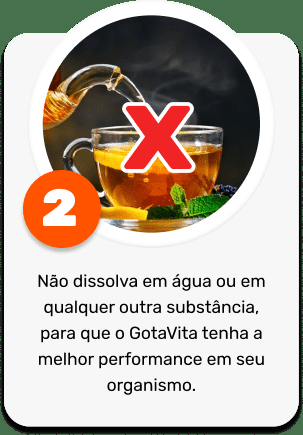 X
2
Não dissolva em água ou em
qualquer outra substância,
para que o GotaVita tenha a
melhor performance em seu
organismo.